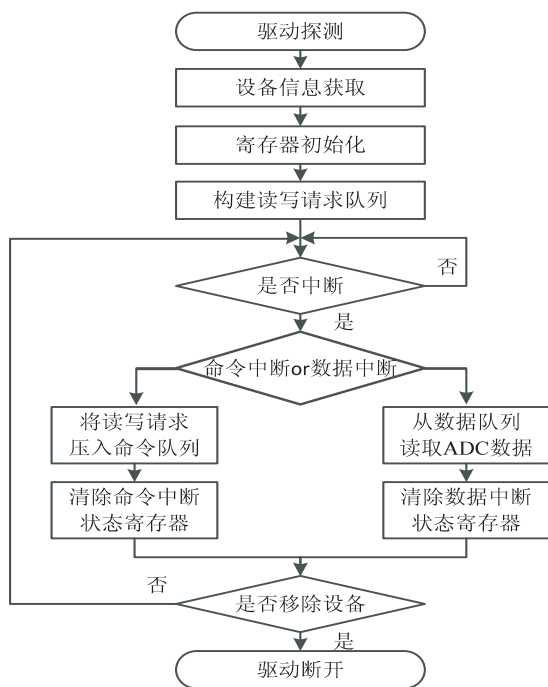 驱动探测
设备信息获取
寄存器初始化
构建读写请求队列
是否中断
否
是
命令中断or数据中断
将读写请求
压入命令队列
从数据队列
读取ADC数据
清除命令中断
状态寄存器
清除数据中断
状态寄存器
否
是否移除设备
是
驱动断开